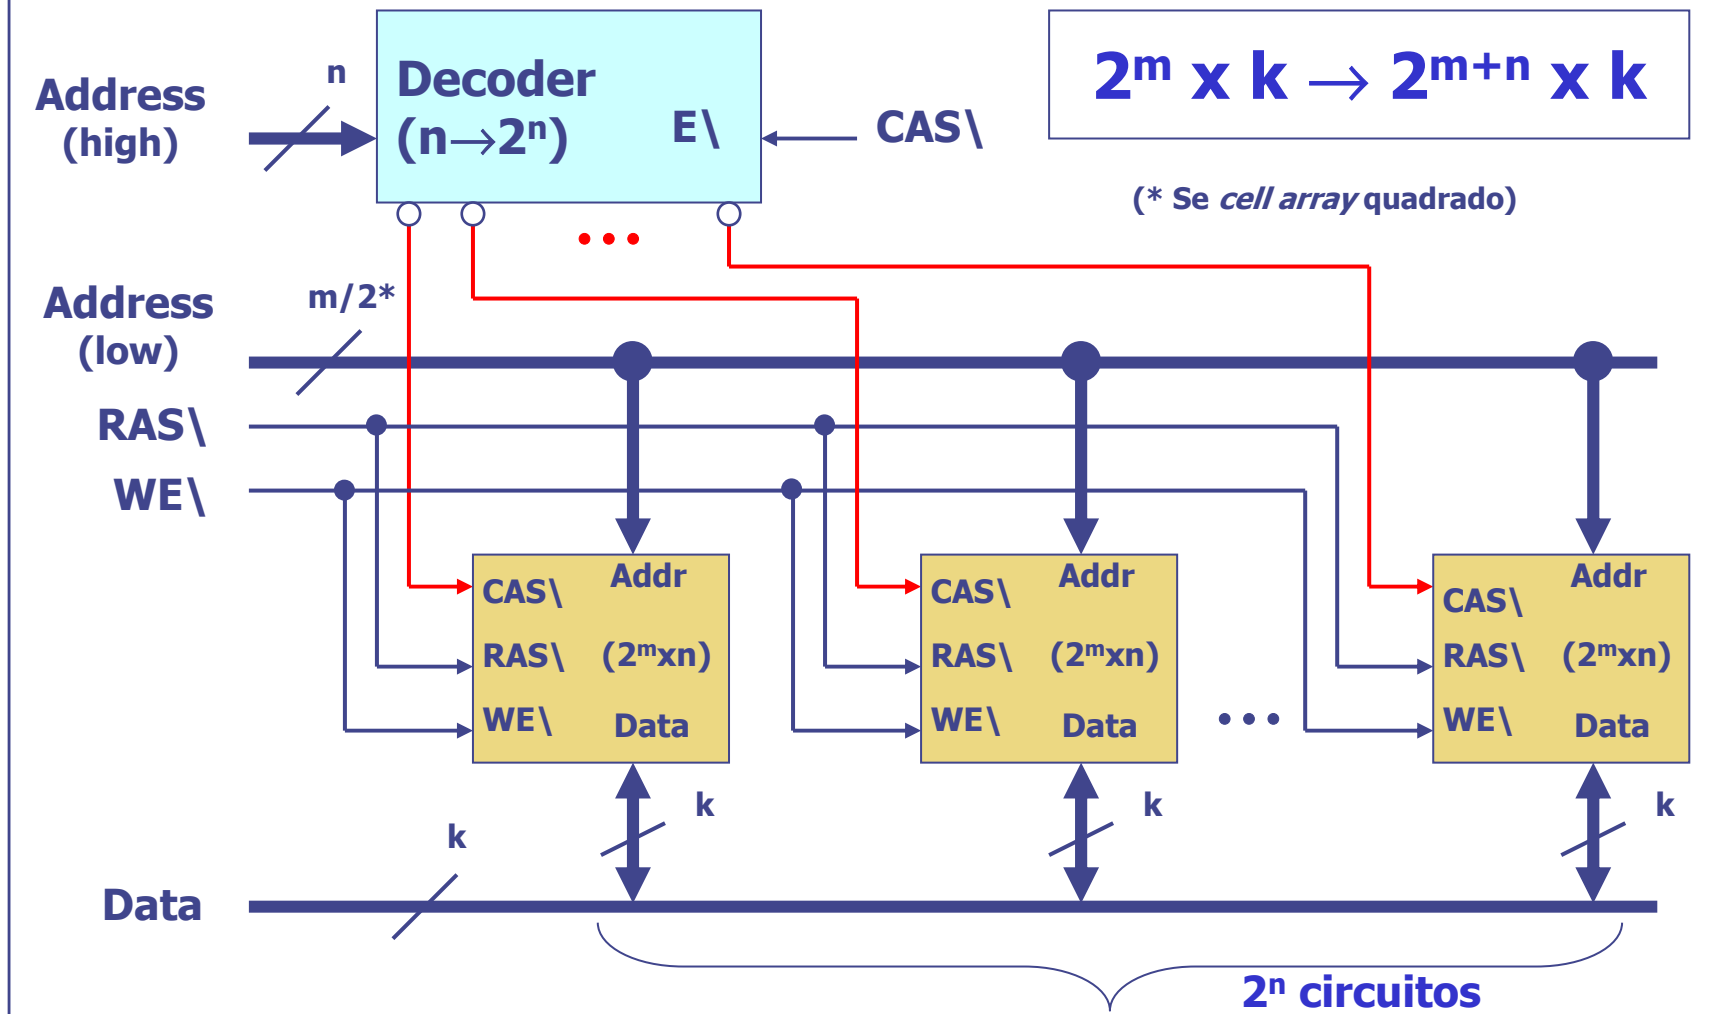 Address
(high)
n
Decoder
(n→2ⁿ)
E\
CAS\
2ᵐ x k → 2ᵐ⁺ⁿ x k
(* Se cell array quadrado)
Address
(low)
m/2*
RAS\
WE\
CAS\
Addr
RAS\
(2ᵐxn)
WE\
Data
CAS\
Addr
RAS\
(2ᵐxn)
WE\
Data
•••
CAS\
Addr
RAS\
(2ᵐxn)
WE\
Data
k
k
k
k
Data
2ⁿ circuitos